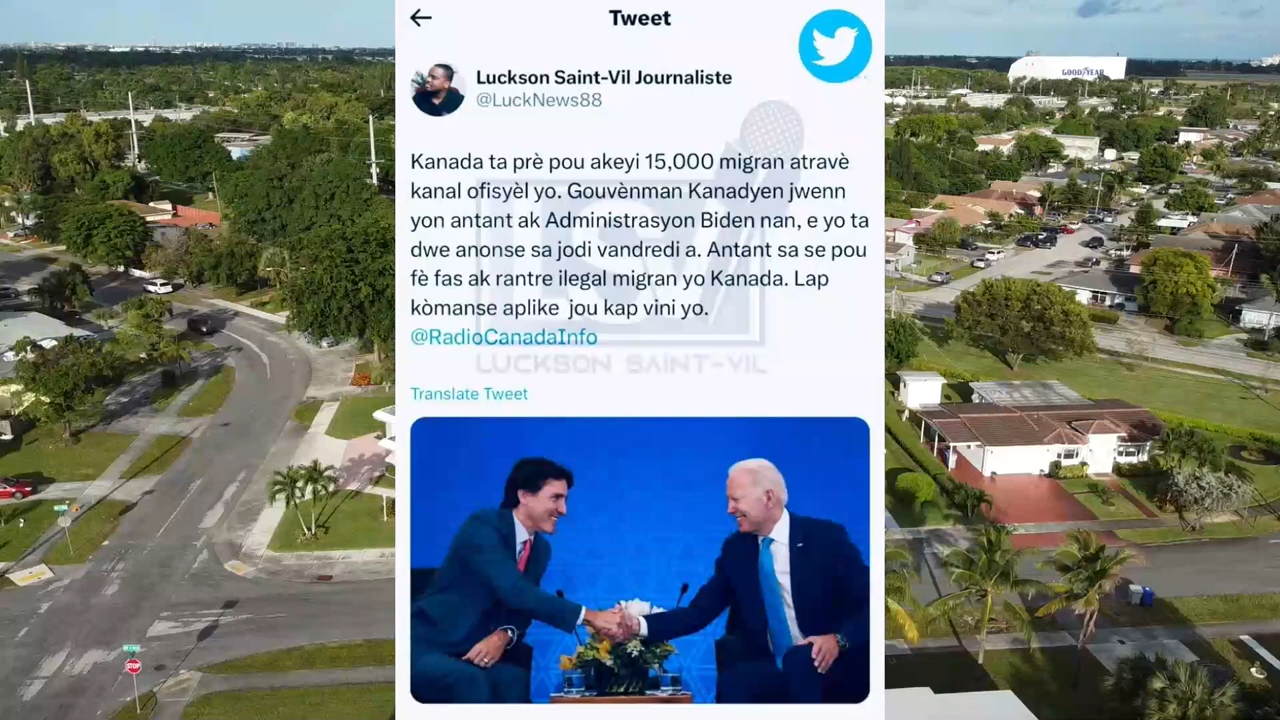 Tweet
Luckson Saint-Vil Journaliste
@LuckNews88
Kanada ta prè pou akeyi 15,000 migran atravè
kanal ofisyèl yo. Gouvènman Kanadyen jwenn
yon antant ak Administrasyon Biden nan, e yo ta
dwe anonse sa jodi vandredi a. Antant sa se pou
fè fas ak rantre ilegal migran yo Kanada. Lap
kòmanse aplike jou kap vini yo.
@RadioCanadaInfo
LUCKSON SAINT-VIL
Translate Tweet
GOODYEAR
STOP